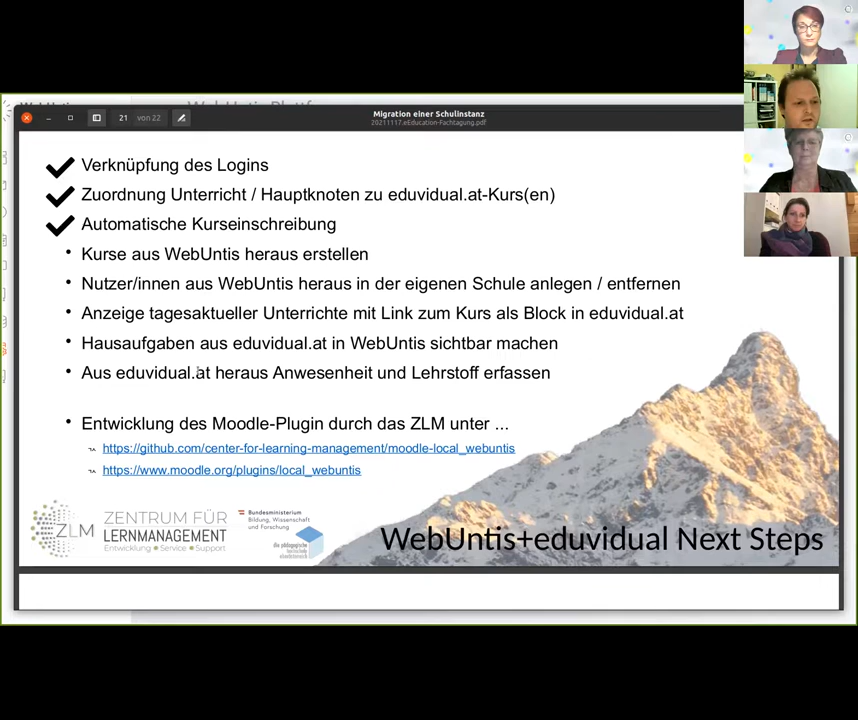 Migration einer Schulinstanz
21 von 22
20211117.eEducation-Fachtagung.pdf
Verknüpfung des Logins
Zuordnung Unterricht / Hauptknoten zu eduvidual.at-Kurs(en)
Automatische Kurseinschreibung
Kurse aus WebUntis heraus erstellen
Nutzer/innen aus WebUntis heraus in der eigenen Schule anlegen / entfernen
Anzeige tagesaktueller Unterrichte mit Link zum Kurs als Block in eduvidual.at
Hausaufgaben aus eduvidual.at in WebUntis sichtbar machen
Aus eduvidual.at heraus Anwesenheit und Lehrstoff erfassen
Entwicklung des Moodle-Plugin durch das ZLM unter ...
https://github.com/center-for-learning-management/moodle-local_webuntis
https://www.moodle.org/plugins/local_webuntis
ZLM
ZENTRUM FÜR
LERNMANAGEMENT
Entwicklung Service Support
Bundesministerium
Bildung, Wissenschaft
und Forschung
WebUntis+eduvidual Next Steps